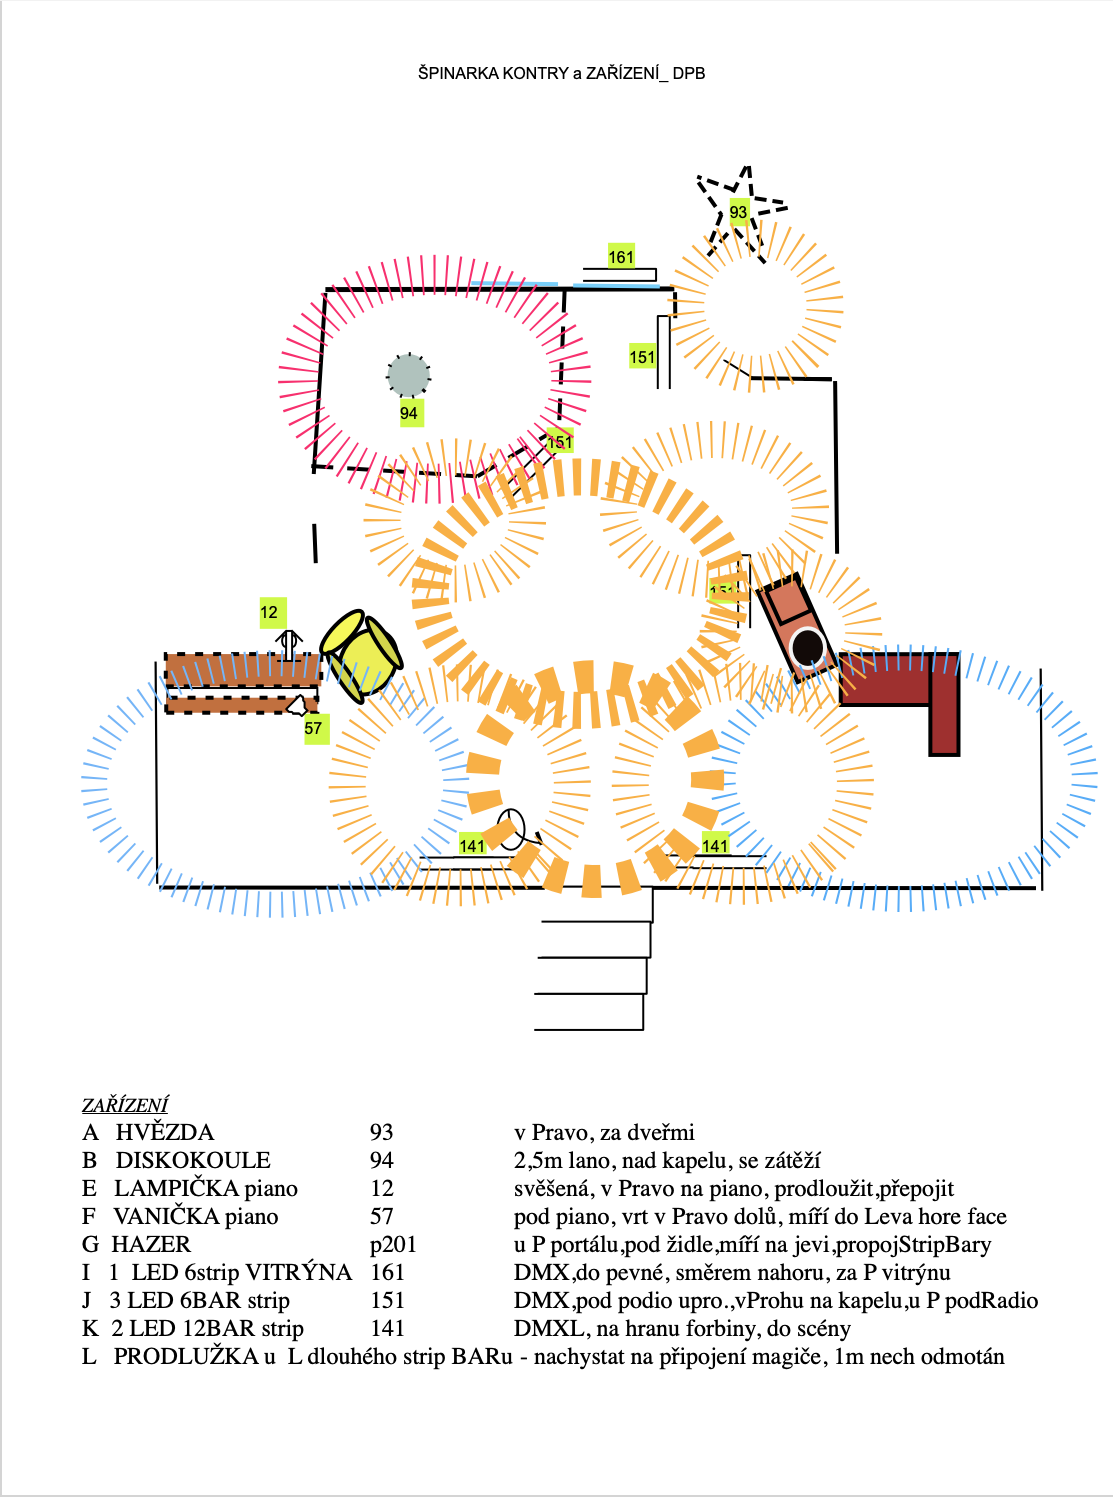 ŠPINARKA KONTRY a ZAŘÍZENÍ_ DPB
93
161
151
94
151
151
12
57
141
141
ZAŘÍZENÍ
A HVĚZDA 93 v Pravo, za dveřmi
B DISKOKOULE 94 2,5m lano, nad kapelu, se zátěží
E LAMPIČKA piano 12 svěšená, v Pravo na piano, prodloužit,přepojit
F VANIČKA piano 57 pod piano, vrt v Pravo dolů, míří do Leva hore face
G HAZER p201 u P portálu,pod židle,míří na jevi,propojStripBary
I 1 LED 6strip VITRÝNA 161 DMX,do pevné, směrem nahoru, za P vitrýnu
J 3 LED 6BAR strip 151 DMX,pod podio upro.,vProhu na kapelu,u P podRadio
K 2 LED 12BAR strip 141 DMXL, na hranu forbiny, do scény
L PRODLUŽKA u L dlouhého strip BARu - nachystat na připojení magiče, 1m nech odmotán